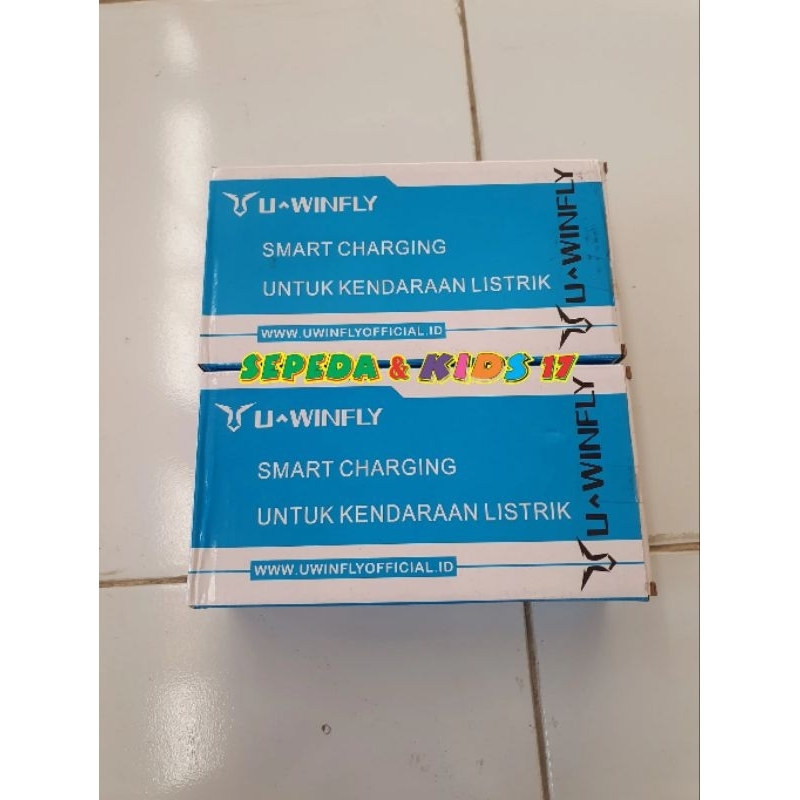 U^WINFLY
SMART CHARGING
UNTUK KENDARAAN LISTRIK
WWW.UWINFLYOFFICIAL.ID
U^WINFLY
SEPEDA & KIDS 17
U^WINFLY
SMART CHARGING
UNTUK KENDARAAN LISTRIK
WWW.UWINFLYOFFICIAL.ID
U^WINFLY